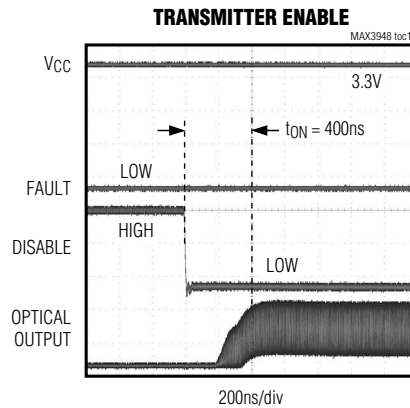 TRANSMITTER ENABLE
MAX3948 toc1
VCC
3.3V
tON = 400ns
LOW
FAULT
HIGH
DISABLE
LOW
OPTICAL
OUTPUT
200ns/div